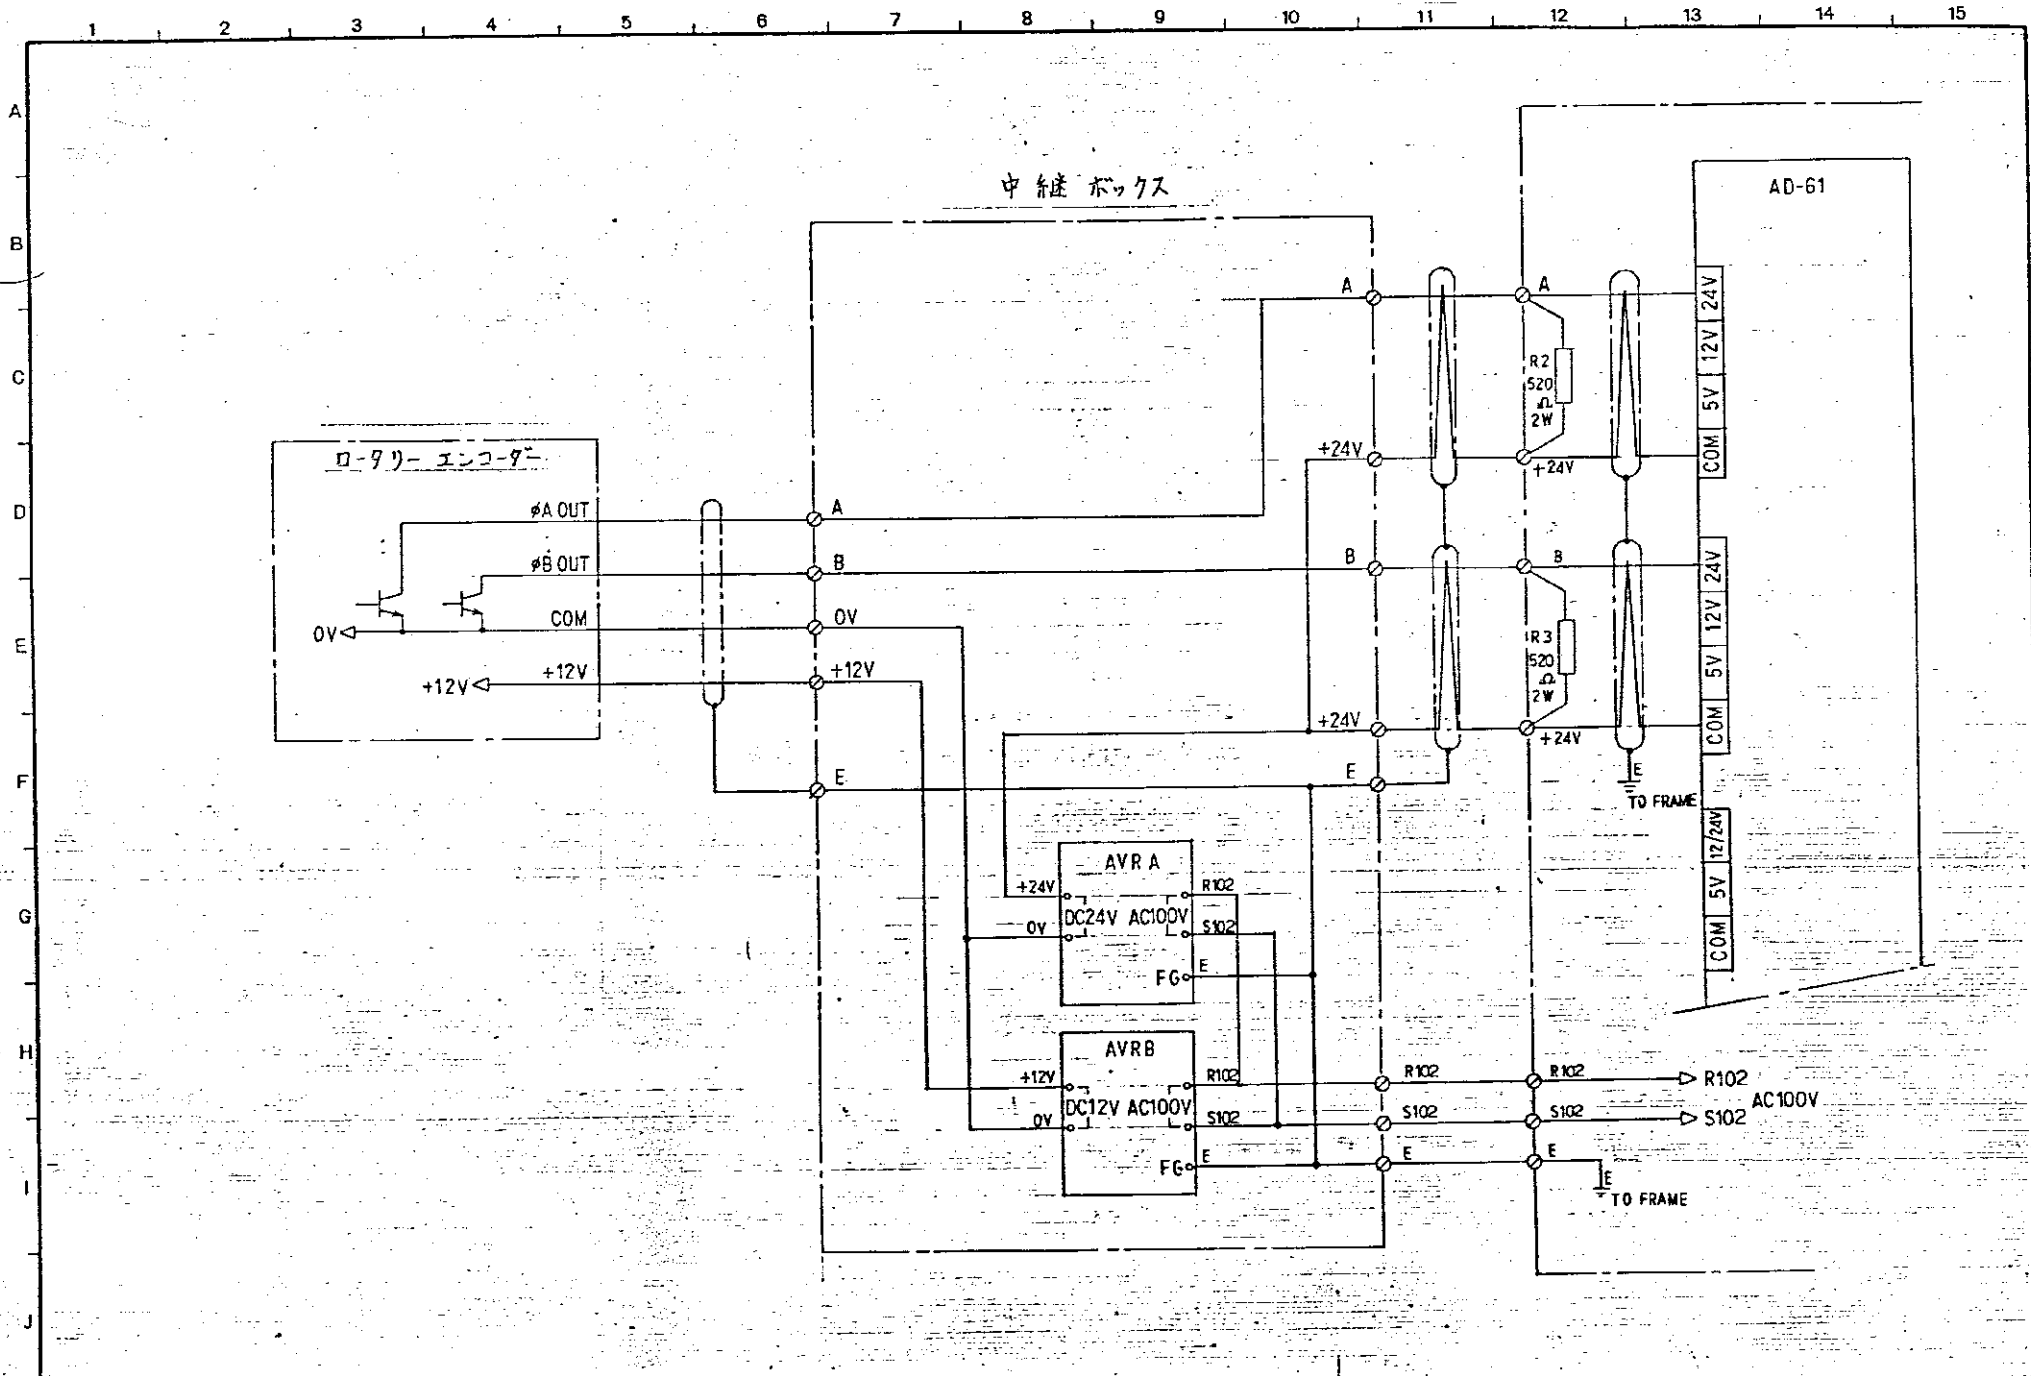 1 2 3 4 5 6 7 8 9 10 11 12 13 14 15
A
B
C
D
E
F
G
H
I
J
中継 ボックス
AD-61
A
A
24V
12V
5V
COM
R2
520
Ω
2W
+24V
+24V
ロータリー エンコーダー
øA OUT
A
øB OUT
B
B
B
24V
12V
5V
COM
COM
0V
0V
R3
520
Ω
2W
+12V
+12V
+12V
+24V
+24V
E
E
E
TO FRAME
12/24V
5V
COM
AVR A
+24V
R102
DC24V AC100V
0V
S102
FG
E
AVR B
+12V
R102
R102
R102
R102
DC12V AC100V
AC100V
0V
S102
S102
S102
S102
FG
E
E
E
E
TO FRAME